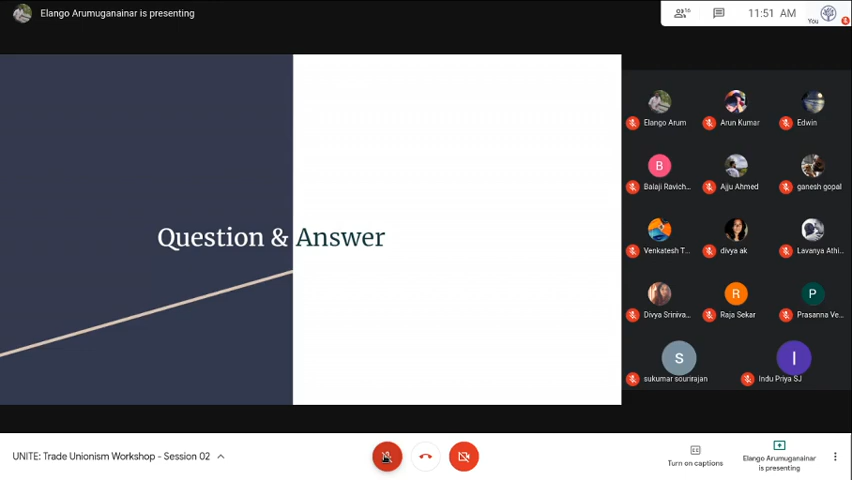 Elango Arumuganainar is presenting
16
11:51 AM
You
Question & Answer
Elango Arum
Arun Kumar
Edwin
B
Balaji Ravich...
Ajju Ahmed
ganesh gopal
Venkatesh T...
divya ak
Lavanya Athi...
R
P
Divya Sriniva...
Raja Sekar
Prasanna Ve...
s
I
sukumar sourirajan
Indu Priya SJ
UNITE: Trade Unionism Workshop - Session 02
Turn on captions
Elango Arumuganainar
is presenting